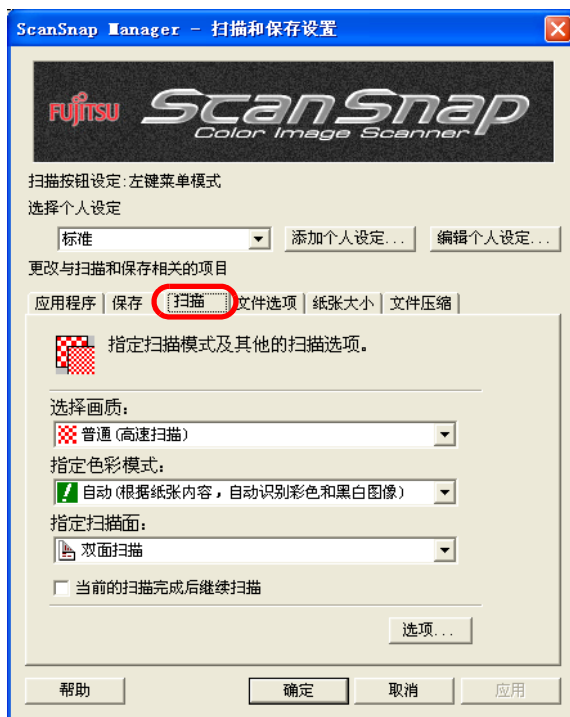 ScanSnap Manager - 扫描和保存设置
FUJITSU ScanSnap
Color Image Scanner
扫描按钮设定:左键菜单模式
选择个人设定
标准 添加个人设定... 编辑个人设定...
更改与扫描和保存相关的项目
应用程序 保存 扫描 文件选项 纸张大小 文件压缩
指定扫描模式及其他的扫描选项。
选择画质:
普通(高速扫描)
指定色彩模式:
自动(根据纸张内容,自动识别彩色和黑白图像)
指定扫描面:
双面扫描
当前的扫描完成后继续扫描
选项...
帮助 确定 取消 应用